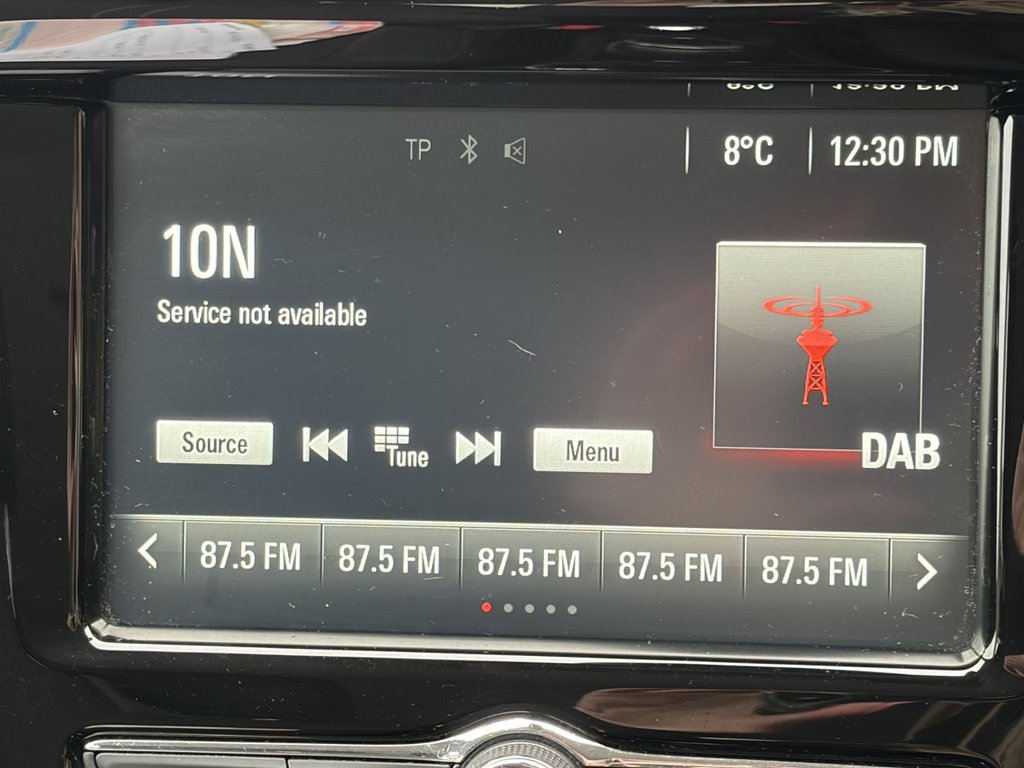 TP 8°C 12:30 PM
10N
Service not available
Source Tune Menu
DAB
87.5 FM 87.5 FM 87.5 FM 87.5 FM 87.5 FM